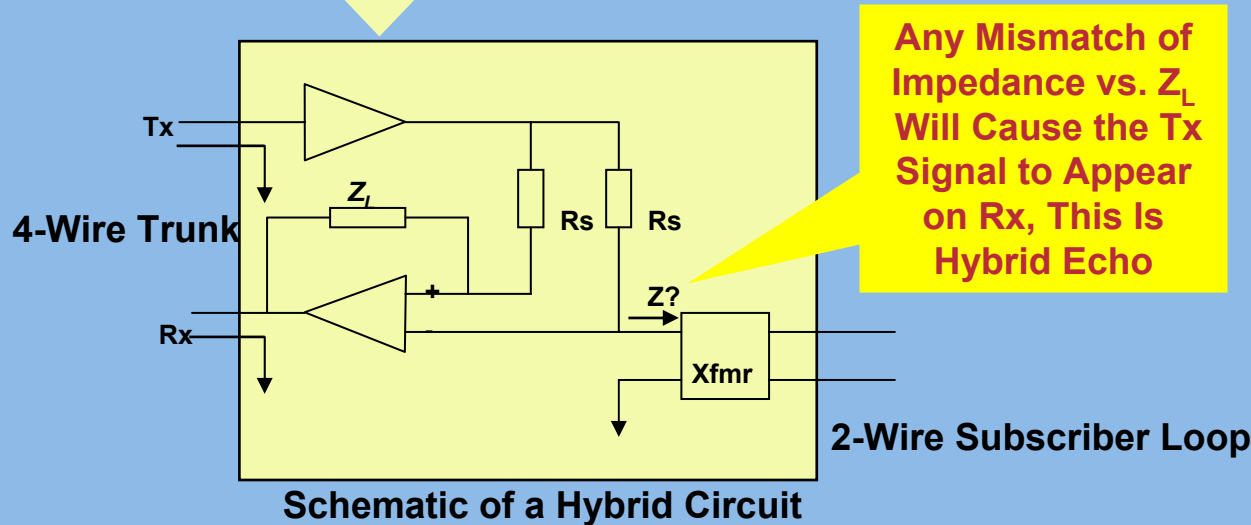 Any Mismatch of
Impedance vs. ZL
Will Cause the Tx
Signal to Appear
on Rx, This Is
Hybrid Echo
Tx
ZL
4-Wire Trunk
Rs
Rs
+
-
Z?
Rx
Xfmr
2-Wire Subscriber Loop
Schematic of a Hybrid Circuit